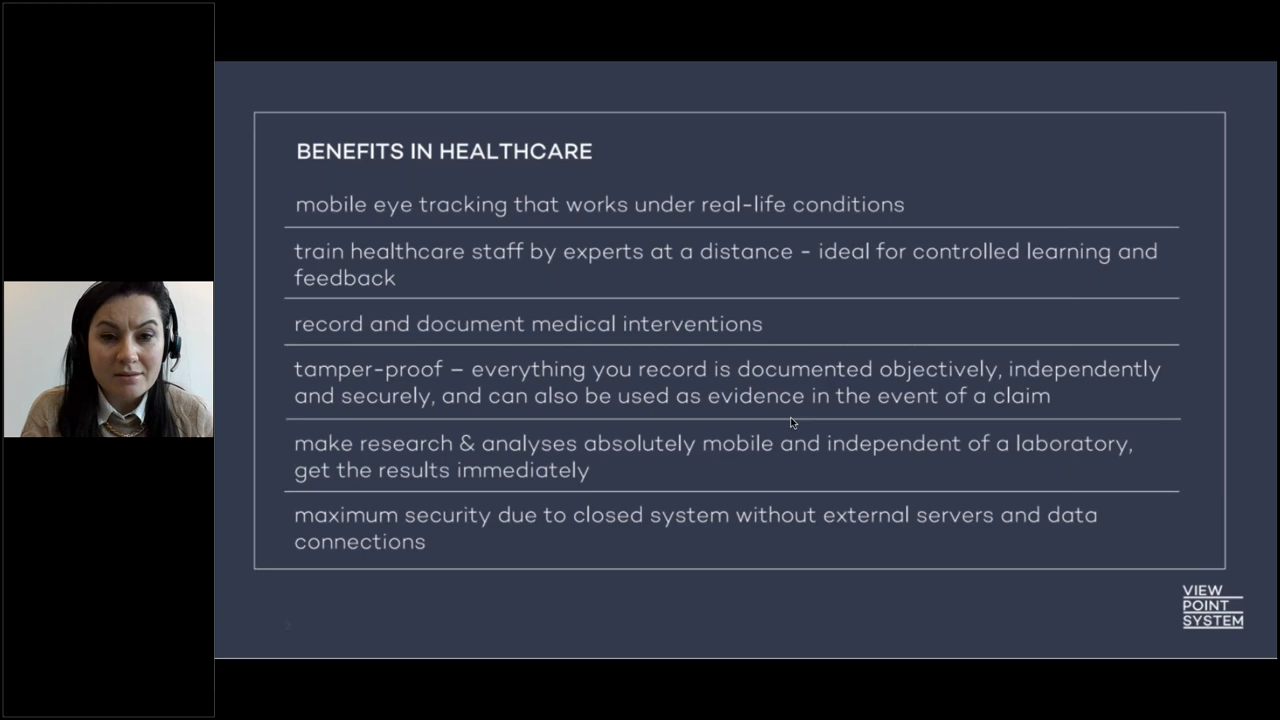 BENEFITS IN HEALTHCARE
mobile eye tracking that works under real-life conditions
train healthcare staff by experts at a distance - ideal for controlled learning and
feedback
record and document medical interventions
tamper-proof – everything you record is documented objectively, independently
and securely, and can also be used as evidence in the event of a claim
make research & analyses absolutely mobile and independent of a laboratory,
get the results immediately
maximum security due to closed system without external servers and data
connections
VIEW
POINT
SYSTEM